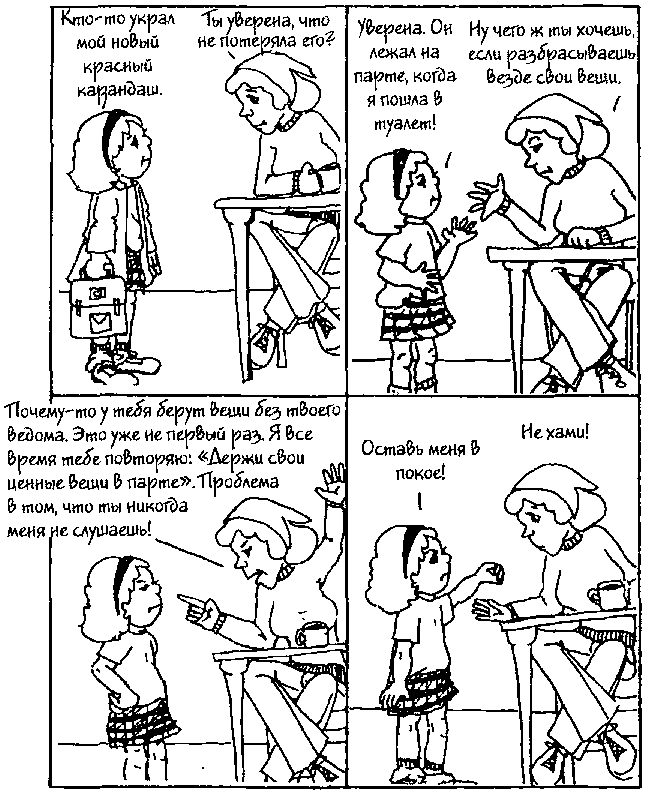 Кто-то украл
мой новый
красный
карандаш.
Ты уверена, что
не потеряла его?
Уверена. Он
лежал на
парте, когда
я пошла в
туалет!
Ну чего ж ты хочешь,
если разбрасываешь
везде свои вещи.
Почему-то у тебя берут вещи без твоего
ведома. Это уже не первый раз. Я все
время тебе повторяю: «Держи свои
ценные вещи в парте». Проблема
в том, что ты никогда
меня не слушаешь!
Оставь меня в
покое!
Не хами!